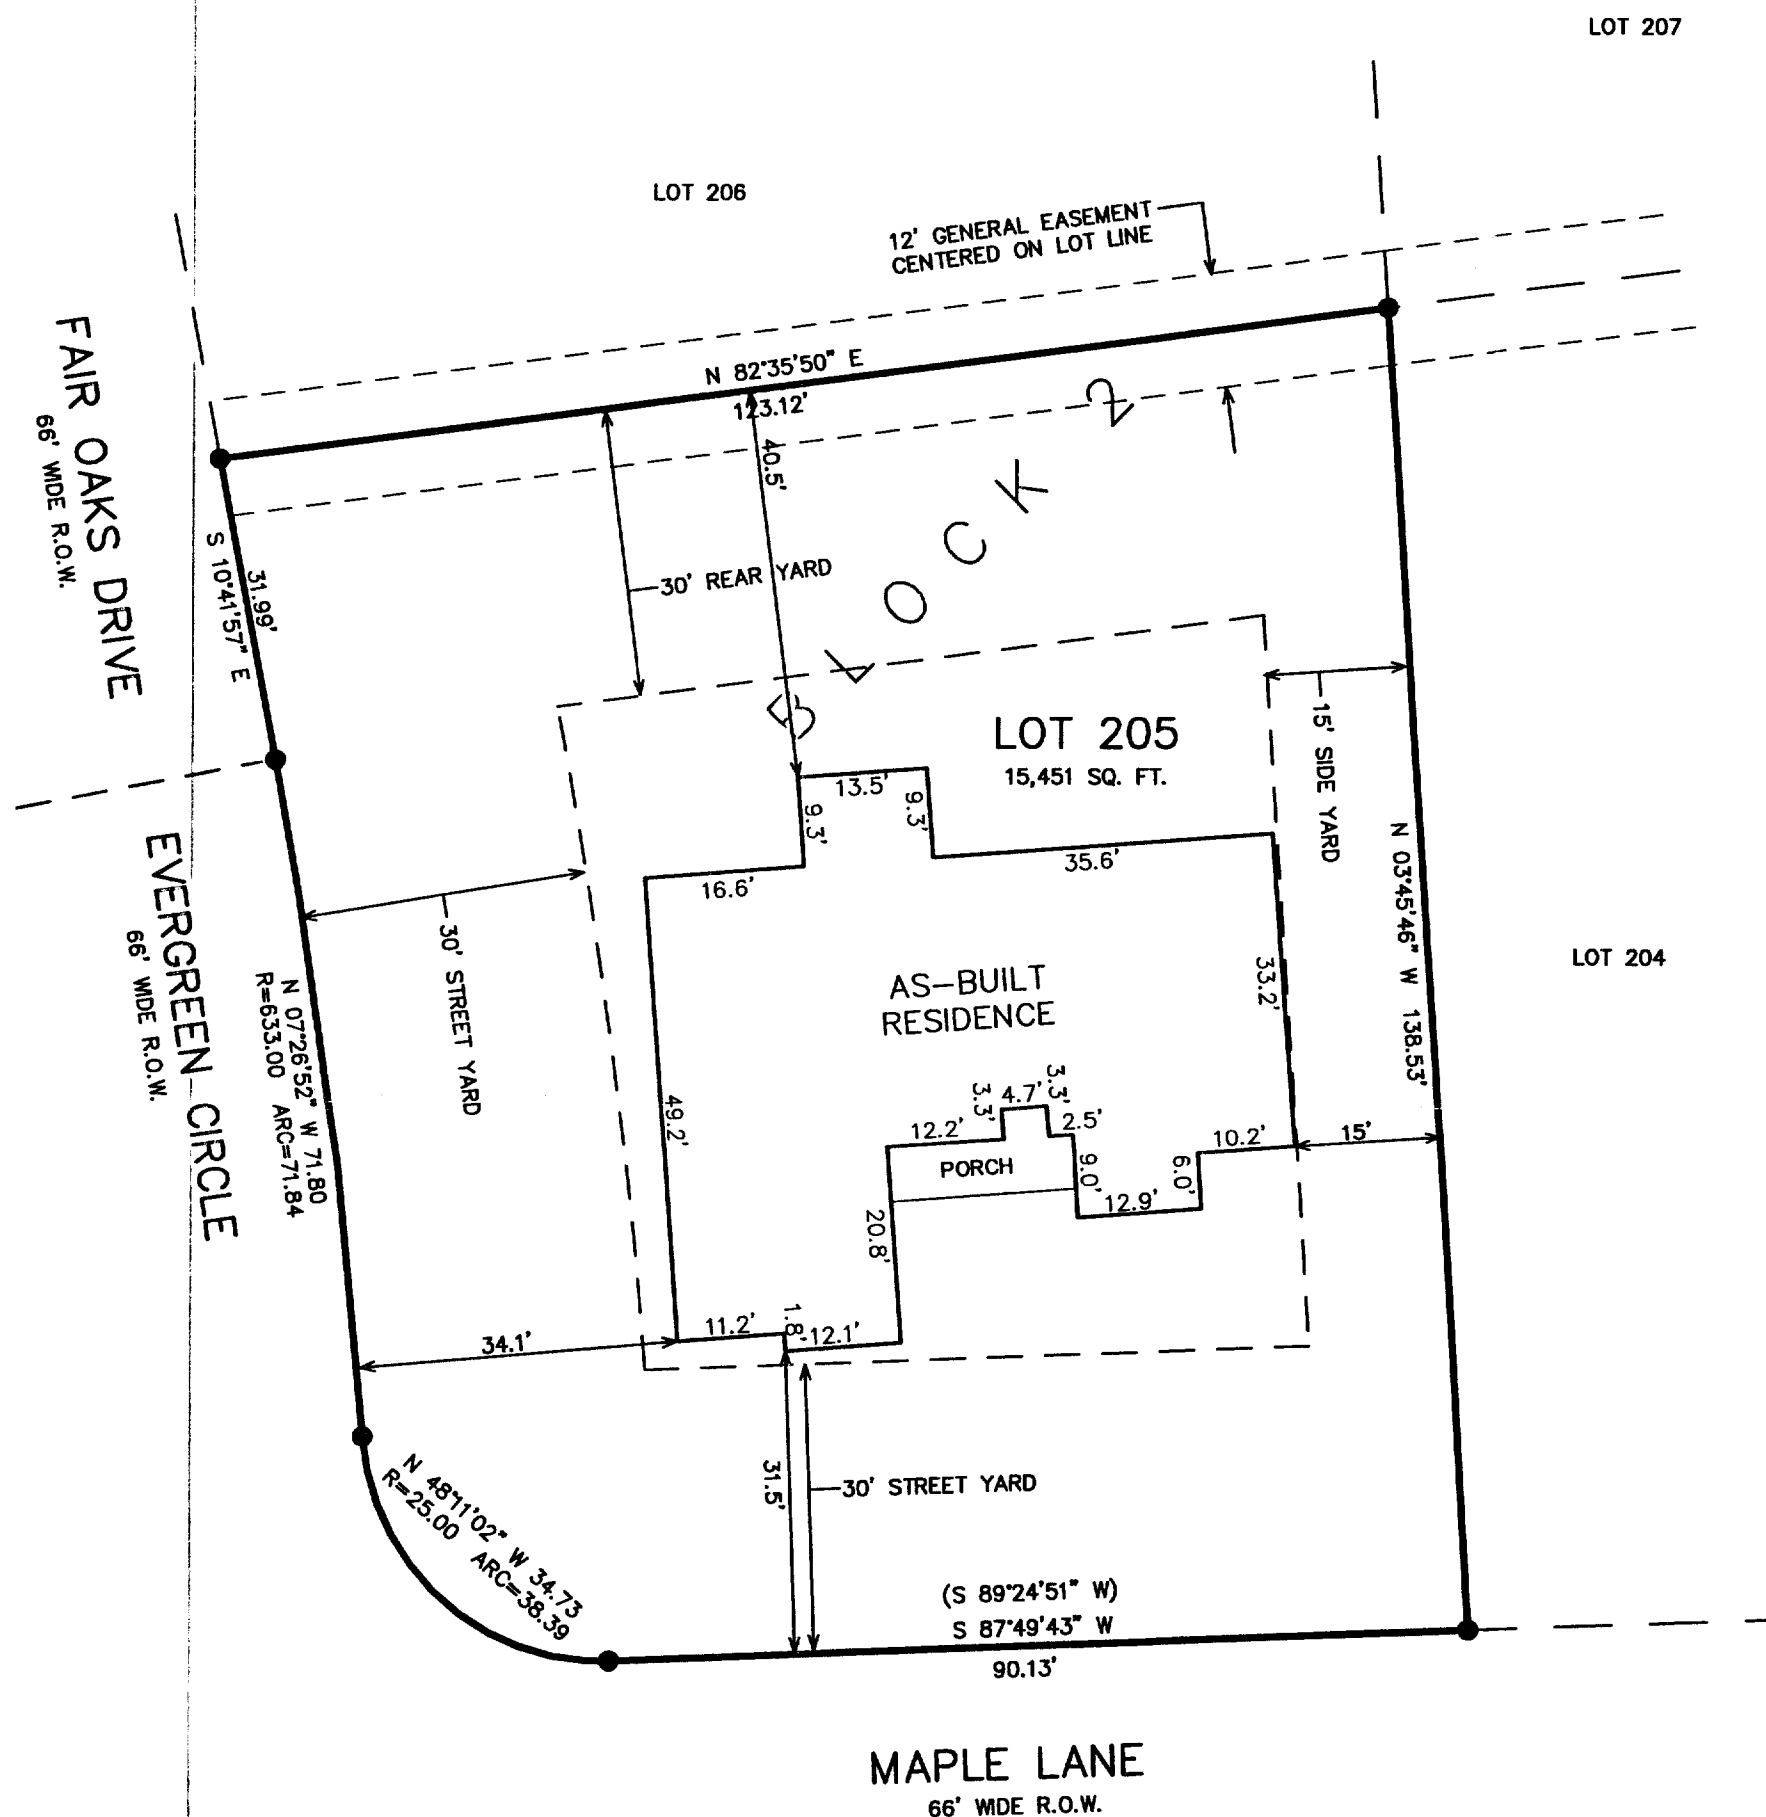 LOT 207
LOT 206
12' GENERAL EASEMENT
CENTERED ON LOT LINE
N 82°35'50" E
123.12'
FAIR OAKS DRIVE
66' WIDE R.O.W.
S 10°41'57" E
31.99'
40.5'
30' REAR YARD
BLOCK 2
LOT 205
15,451 SQ. FT.
15' SIDE YARD
13.5'
9.3'
9.3'
35.6'
16.6'
EVERGREEN CIRCLE
66' WIDE R.O.W.
N 07°26'52" W 71.80
R=633.00 ARC=71.84
30' STREET YARD
N 03°45'46" W 138.53'
LOT 204
AS-BUILT
RESIDENCE
33.2'
49.2'
3.3'
4.7'
3.3'
12.2'
2.5'
PORCH
9.0'
10.2'
15'
6.0'
12.9'
20.8'
34.1'
11.2'
1.8'
12.1'
31.5'
30' STREET YARD
N 48°11'02" W 34.73
R=25.00 ARC=38.39
(S 89°24'51" W)
S 87°49'43" W
90.13'
MAPLE LANE
66' WIDE R.O.W.